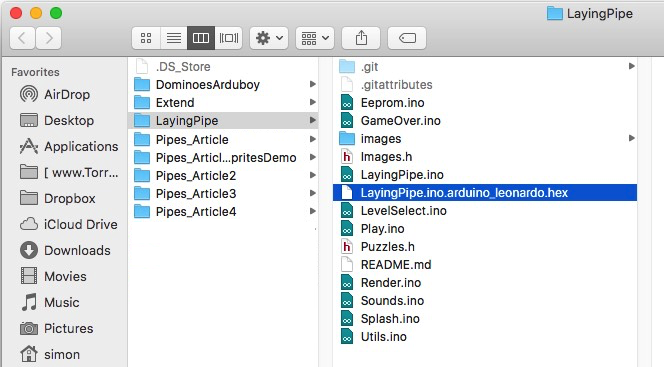 LayingPipe
Favorites
AirDrop
Desktop
Applications
[ www.Torr...
Dropbox
iCloud Drive
Downloads
Movies
Music
Pictures
simon
.DS_Store
DominoesArduboy
Extend
LayingPipe
Pipes_Article
Pipes_Articl...pritesDemo
Pipes_Article2
Pipes_Article3
Pipes_Article4
.git
.gitattributes
Eeprom.ino
GameOver.ino
images
Images.h
LayingPipe.ino
LayingPipe.ino.arduino_leonardo.hex
LevelSelect.ino
Play.ino
Puzzles.h
README.md
Render.ino
Sounds.ino
Splash.ino
Utils.ino